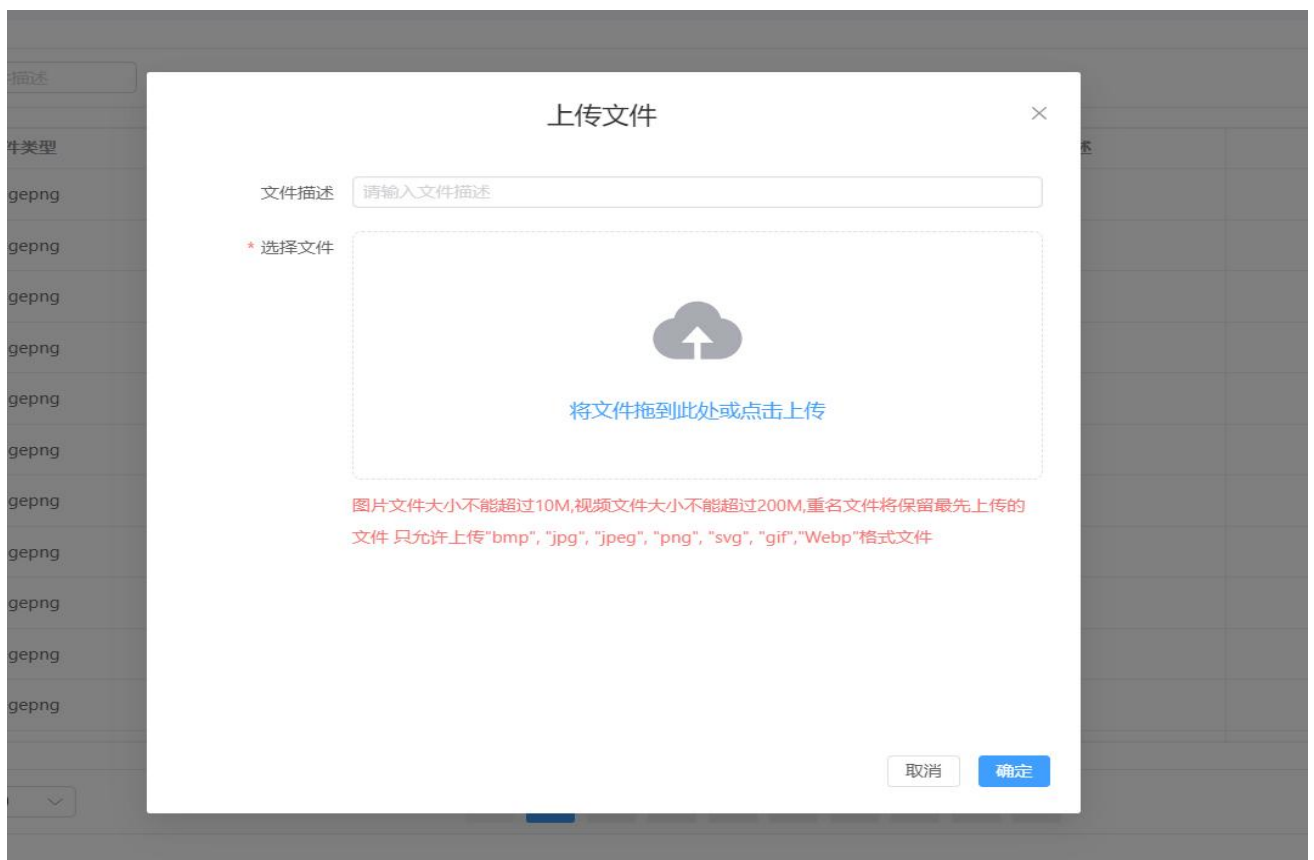 件描述
上传文件
件类型
述
文件描述 请输入文件描述
gepng
* 选择文件
gepng
gepng
gepng
gepng
将文件拖到此处或点击上传
gepng
gepng
图片文件大小不能超过10M,视频文件大小不能超过200M,重名文件将保留最先上传的
文件 只允许上传"bmp", "jpg", "jpeg", "png", "svg", "gif","Webp"格式文件
gepng
gepng
gepng
gepng
取消 确定